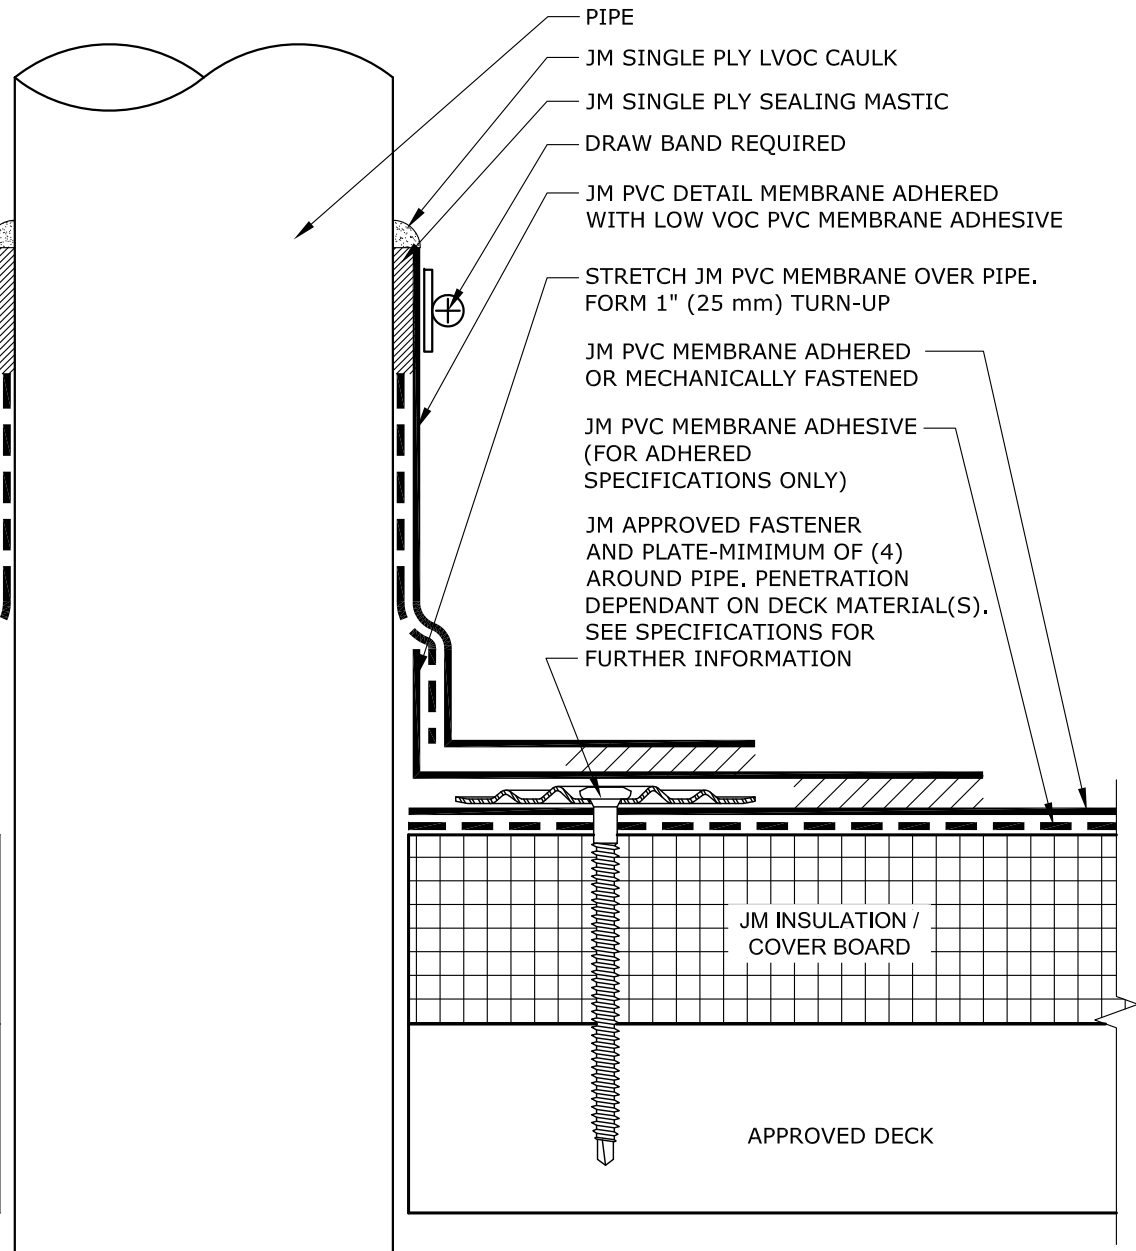 PIPE
JM SINGLE PLY LVOC CAULK
JM SINGLE PLY SEALING MASTIC
DRAW BAND REQUIRED
JM PVC DETAIL MEMBRANE ADHERED
WITH LOW VOC PVC MEMBRANE ADHESIVE
STRETCH JM PVC MEMBRANE OVER PIPE.
FORM 1" (25 mm) TURN-UP
JM PVC MEMBRANE ADHERED
OR MECHANICALLY FASTENED
JM PVC MEMBRANE ADHESIVE
(FOR ADHERED
SPECIFICATIONS ONLY)
JM APPROVED FASTENER
AND PLATE-MIMIMUM OF (4)
AROUND PIPE. PENETRATION
DEPENDANT ON DECK MATERIAL(S).
SEE SPECIFICATIONS FOR
FURTHER INFORMATION
JM INSULATION /
COVER BOARD
APPROVED DECK